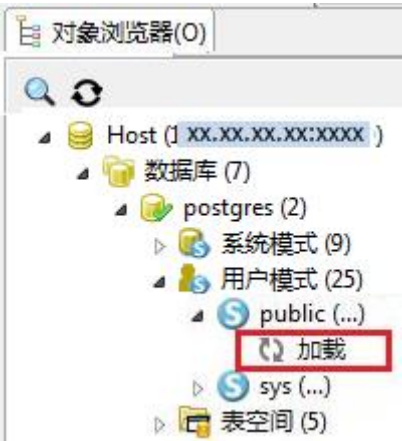 对象浏览器(O)
Host (1 xx.xx.xx.xx:xxxx )
数据库 (7)
postgres (2)
系统模式 (9)
用户模式 (25)
public (...)
加载
sys (...)
表空间 (5)